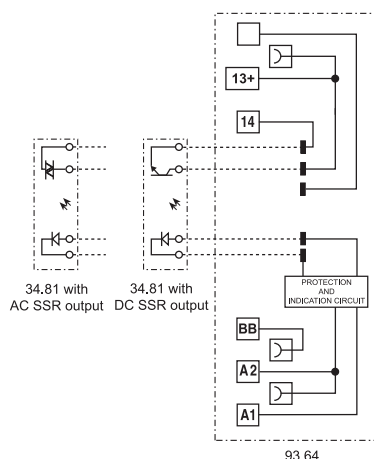 13+
14
34.81 with
AC SSR output
34.81 with
DC SSR output
PROTECTION
AND
INDICATION CIRCUIT
BB
A2
A1
93.64